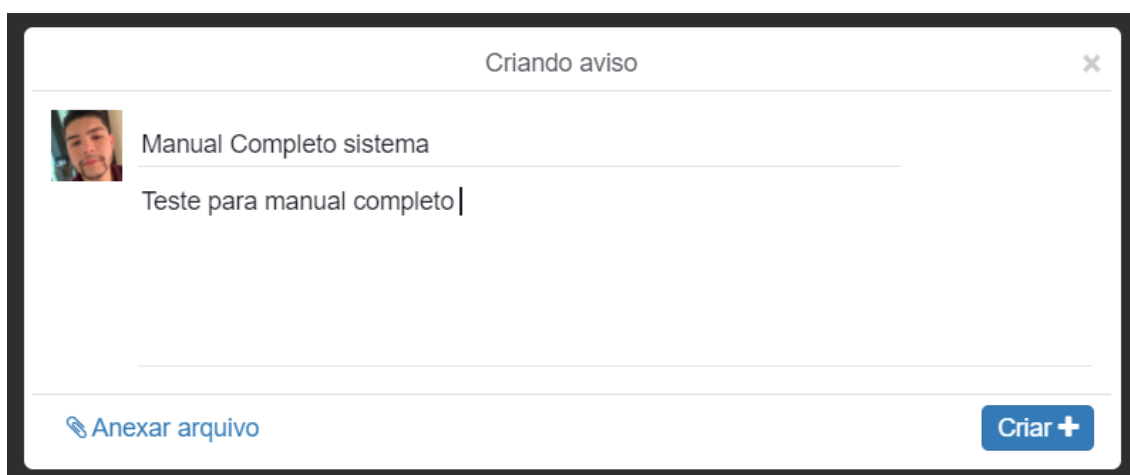 Criando aviso
Manual Completo sistema
Teste para manual completo
Anexar arquivo
Criar